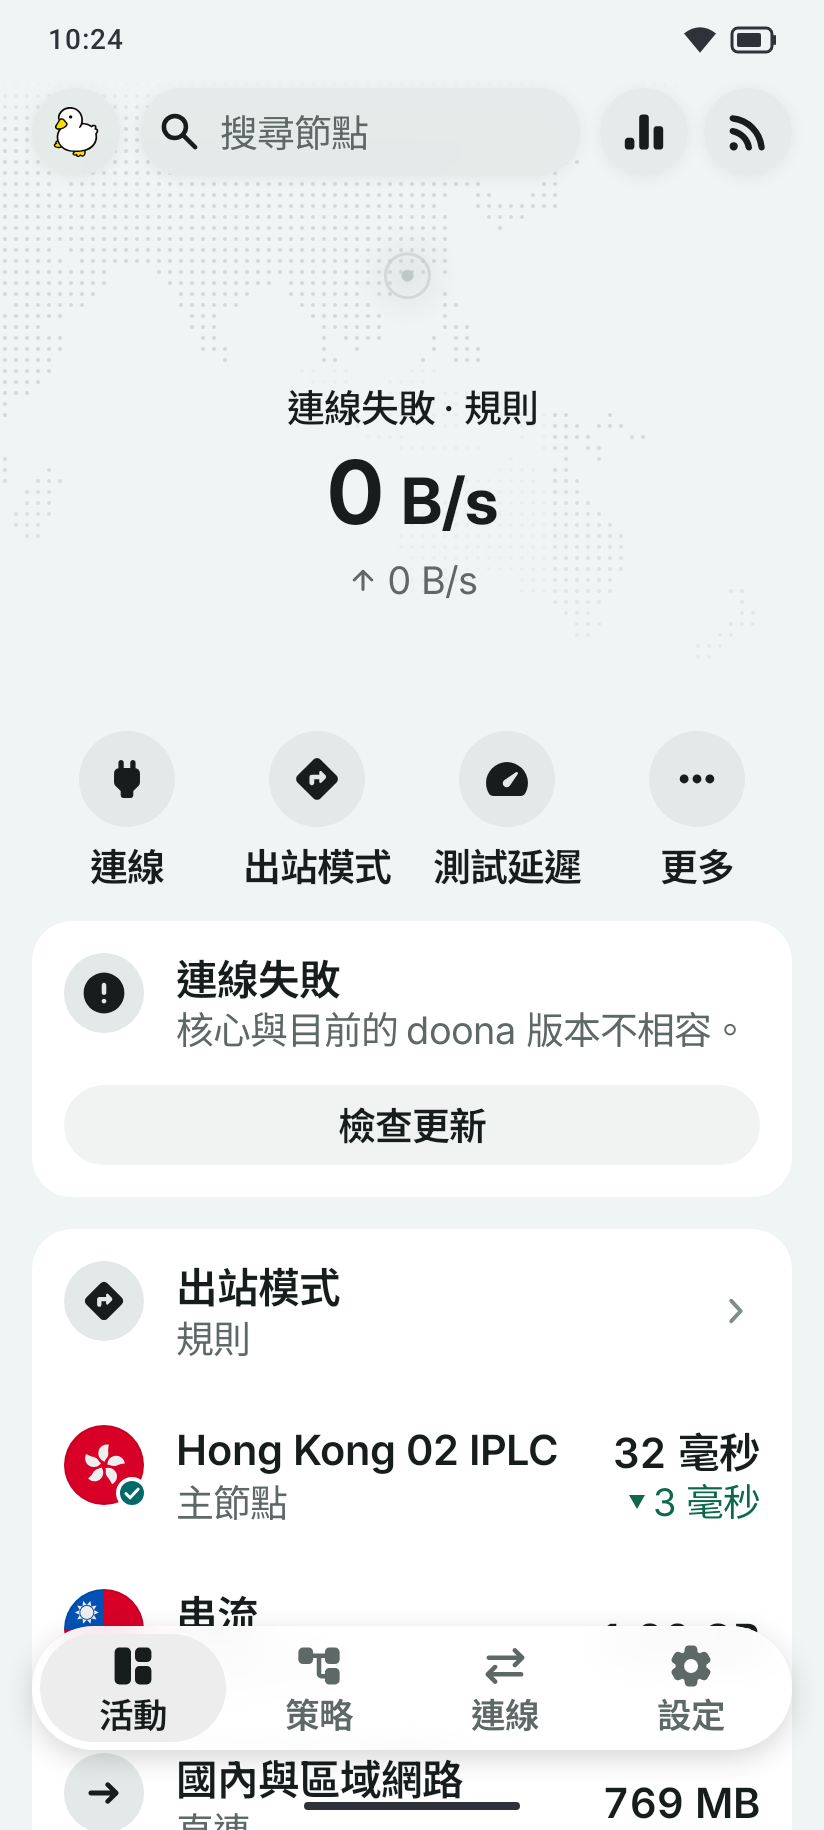 10:24
搜尋節點
連線失敗 · 規則
0 B/s
↑ 0 B/s
連線
出站模式
測試延遲
更多
連線失敗
核心與目前的 doona 版本不相容。
檢查更新
出站模式
規則
Hong Kong 02 IPLC
32 毫秒
主節點
▼ 3 毫秒
串流
活動
策略
連線
設定
國內與區域網路
769 MB
直連